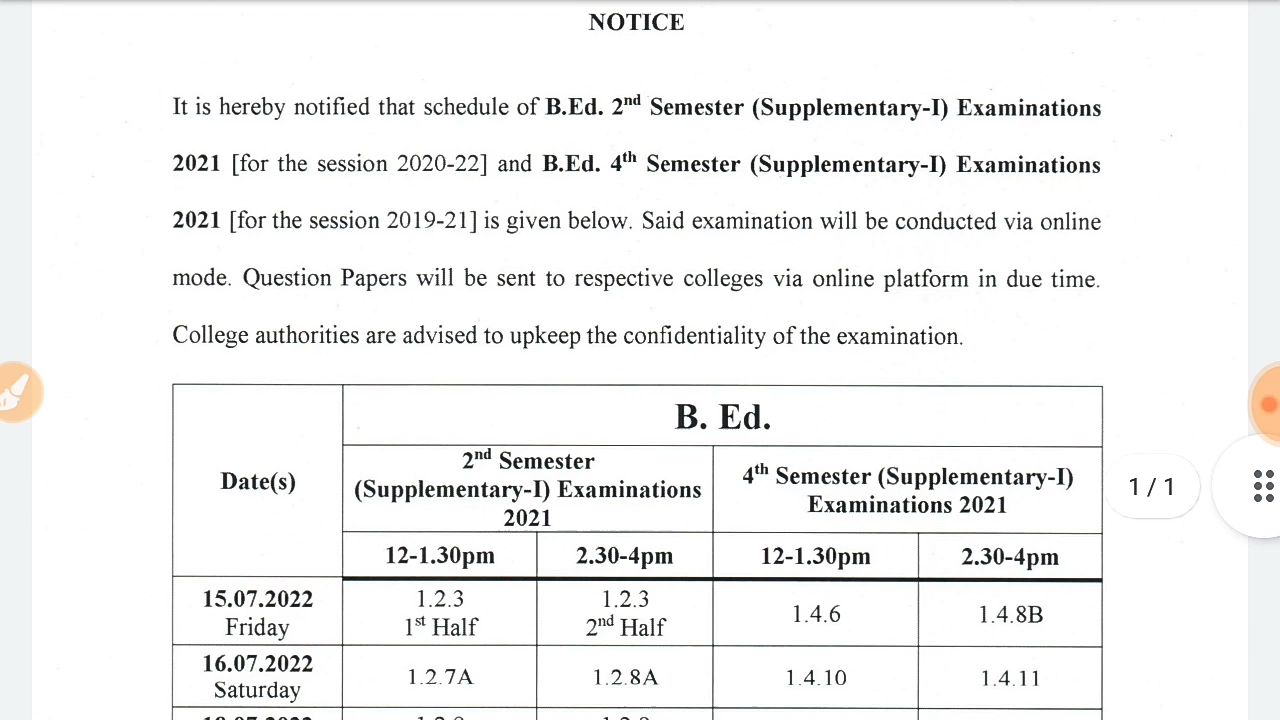 NOTICE
It is hereby notified that schedule of B.Ed. 2nd Semester (Supplementary-I) Examinations
2021 [for the session 2020-22] and B.Ed. 4th Semester (Supplementary-I) Examinations
2021 [for the session 2019-21] is given below. Said examination will be conducted via online
mode. Question Papers will be sent to respective colleges via online platform in due time.
College authorities are advised to upkeep the confidentiality of the examination.
B. Ed.
Date(s)
2nd Semester
(Supplementary-I) Examinations
2021
4th Semester (Supplementary-I)
Examinations 2021
12-1.30pm
2.30-4pm
12-1.30pm
2.30-4pm
15.07.2022
Friday
1.2.3
1st Half
1.2.3
2nd Half
1.4.6
1.4.8B
16.07.2022
Saturday
1.2.7A
1.2.8A
1.4.10
1.4.11
1 / 1